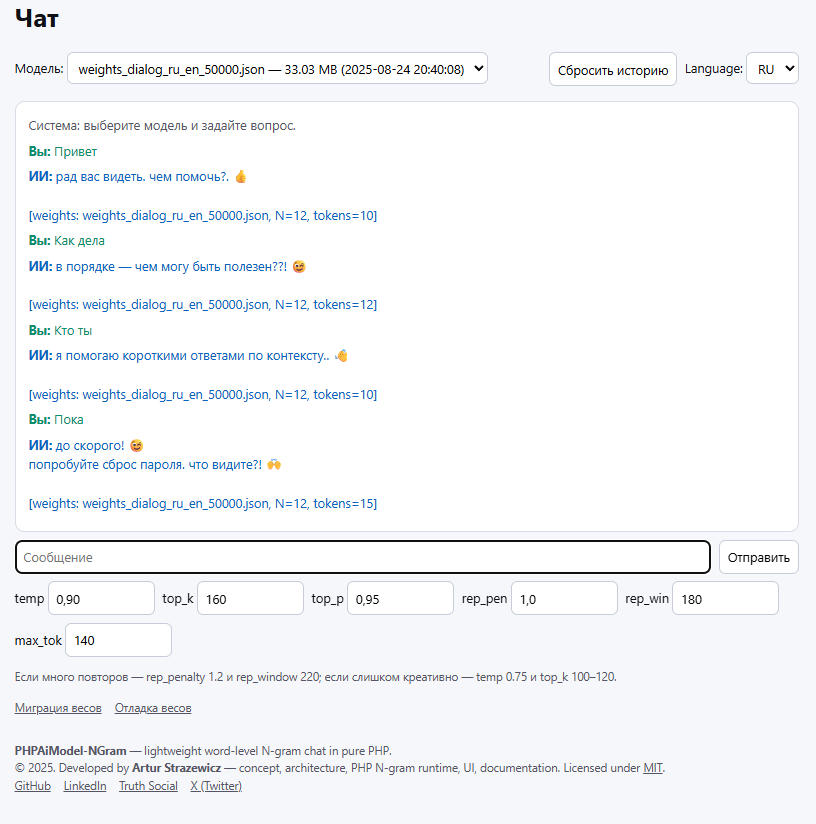 Чат
Модель: weights_dialog_ru_en_50000.json — 33.03 MB (2025-08-24 20:40:08) Сбросить историю Language: RU
Система: выберите модель и задайте вопрос.
Вы: Привет
ИИ: рад вас видеть. чем помочь?. 👍
[weights: weights_dialog_ru_en_50000.json, N=12, tokens=10]
Вы: Как дела
ИИ: в порядке — чем могу быть полезен??! 😅
[weights: weights_dialog_ru_en_50000.json, N=12, tokens=12]
Вы: Кто ты
ИИ: я помогаю короткими ответами по контексту.. 👋
[weights: weights_dialog_ru_en_50000.json, N=12, tokens=10]
Вы: Пока
ИИ: до скорого! 😅
попробуйте сброс пароля. что видите?! 🙌
[weights: weights_dialog_ru_en_50000.json, N=12, tokens=15]
Сообщение Отправить
temp 0,90 top_k 160 top_p 0,95 rep_pen 1,0 rep_win 180
max_tok 140
Если много повторов — rep_penalty 1.2 и rep_window 220; если слишком креативно — temp 0.75 и top_k 100–120.
Миграция весов Отладка весов
PHPAiModel-NGram — lightweight word-level N-gram chat in pure PHP.
© 2025. Developed by Artur Strazewicz — concept, architecture, PHP N-gram runtime, UI, documentation. Licensed under MIT.
GitHub LinkedIn Truth Social X (Twitter)